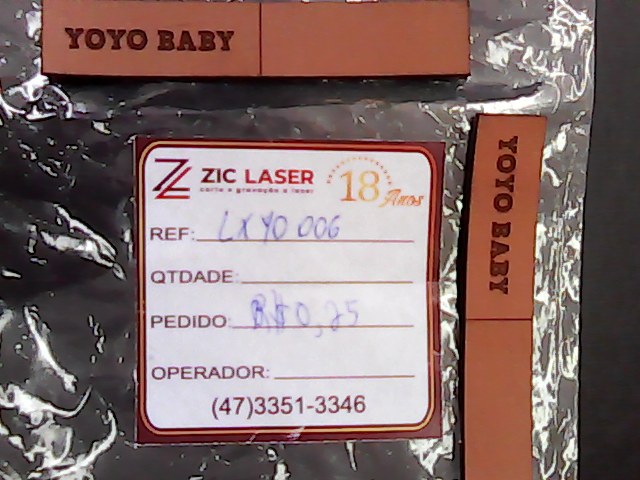 YOYO BABY
ZIC LASER
corte e gravação a laser
18 Anos
REF: LXYO 006
QTDADE:
PEDIDO: R$ 0,25
OPERADOR:
(47)3351-3346
YOYO BABY